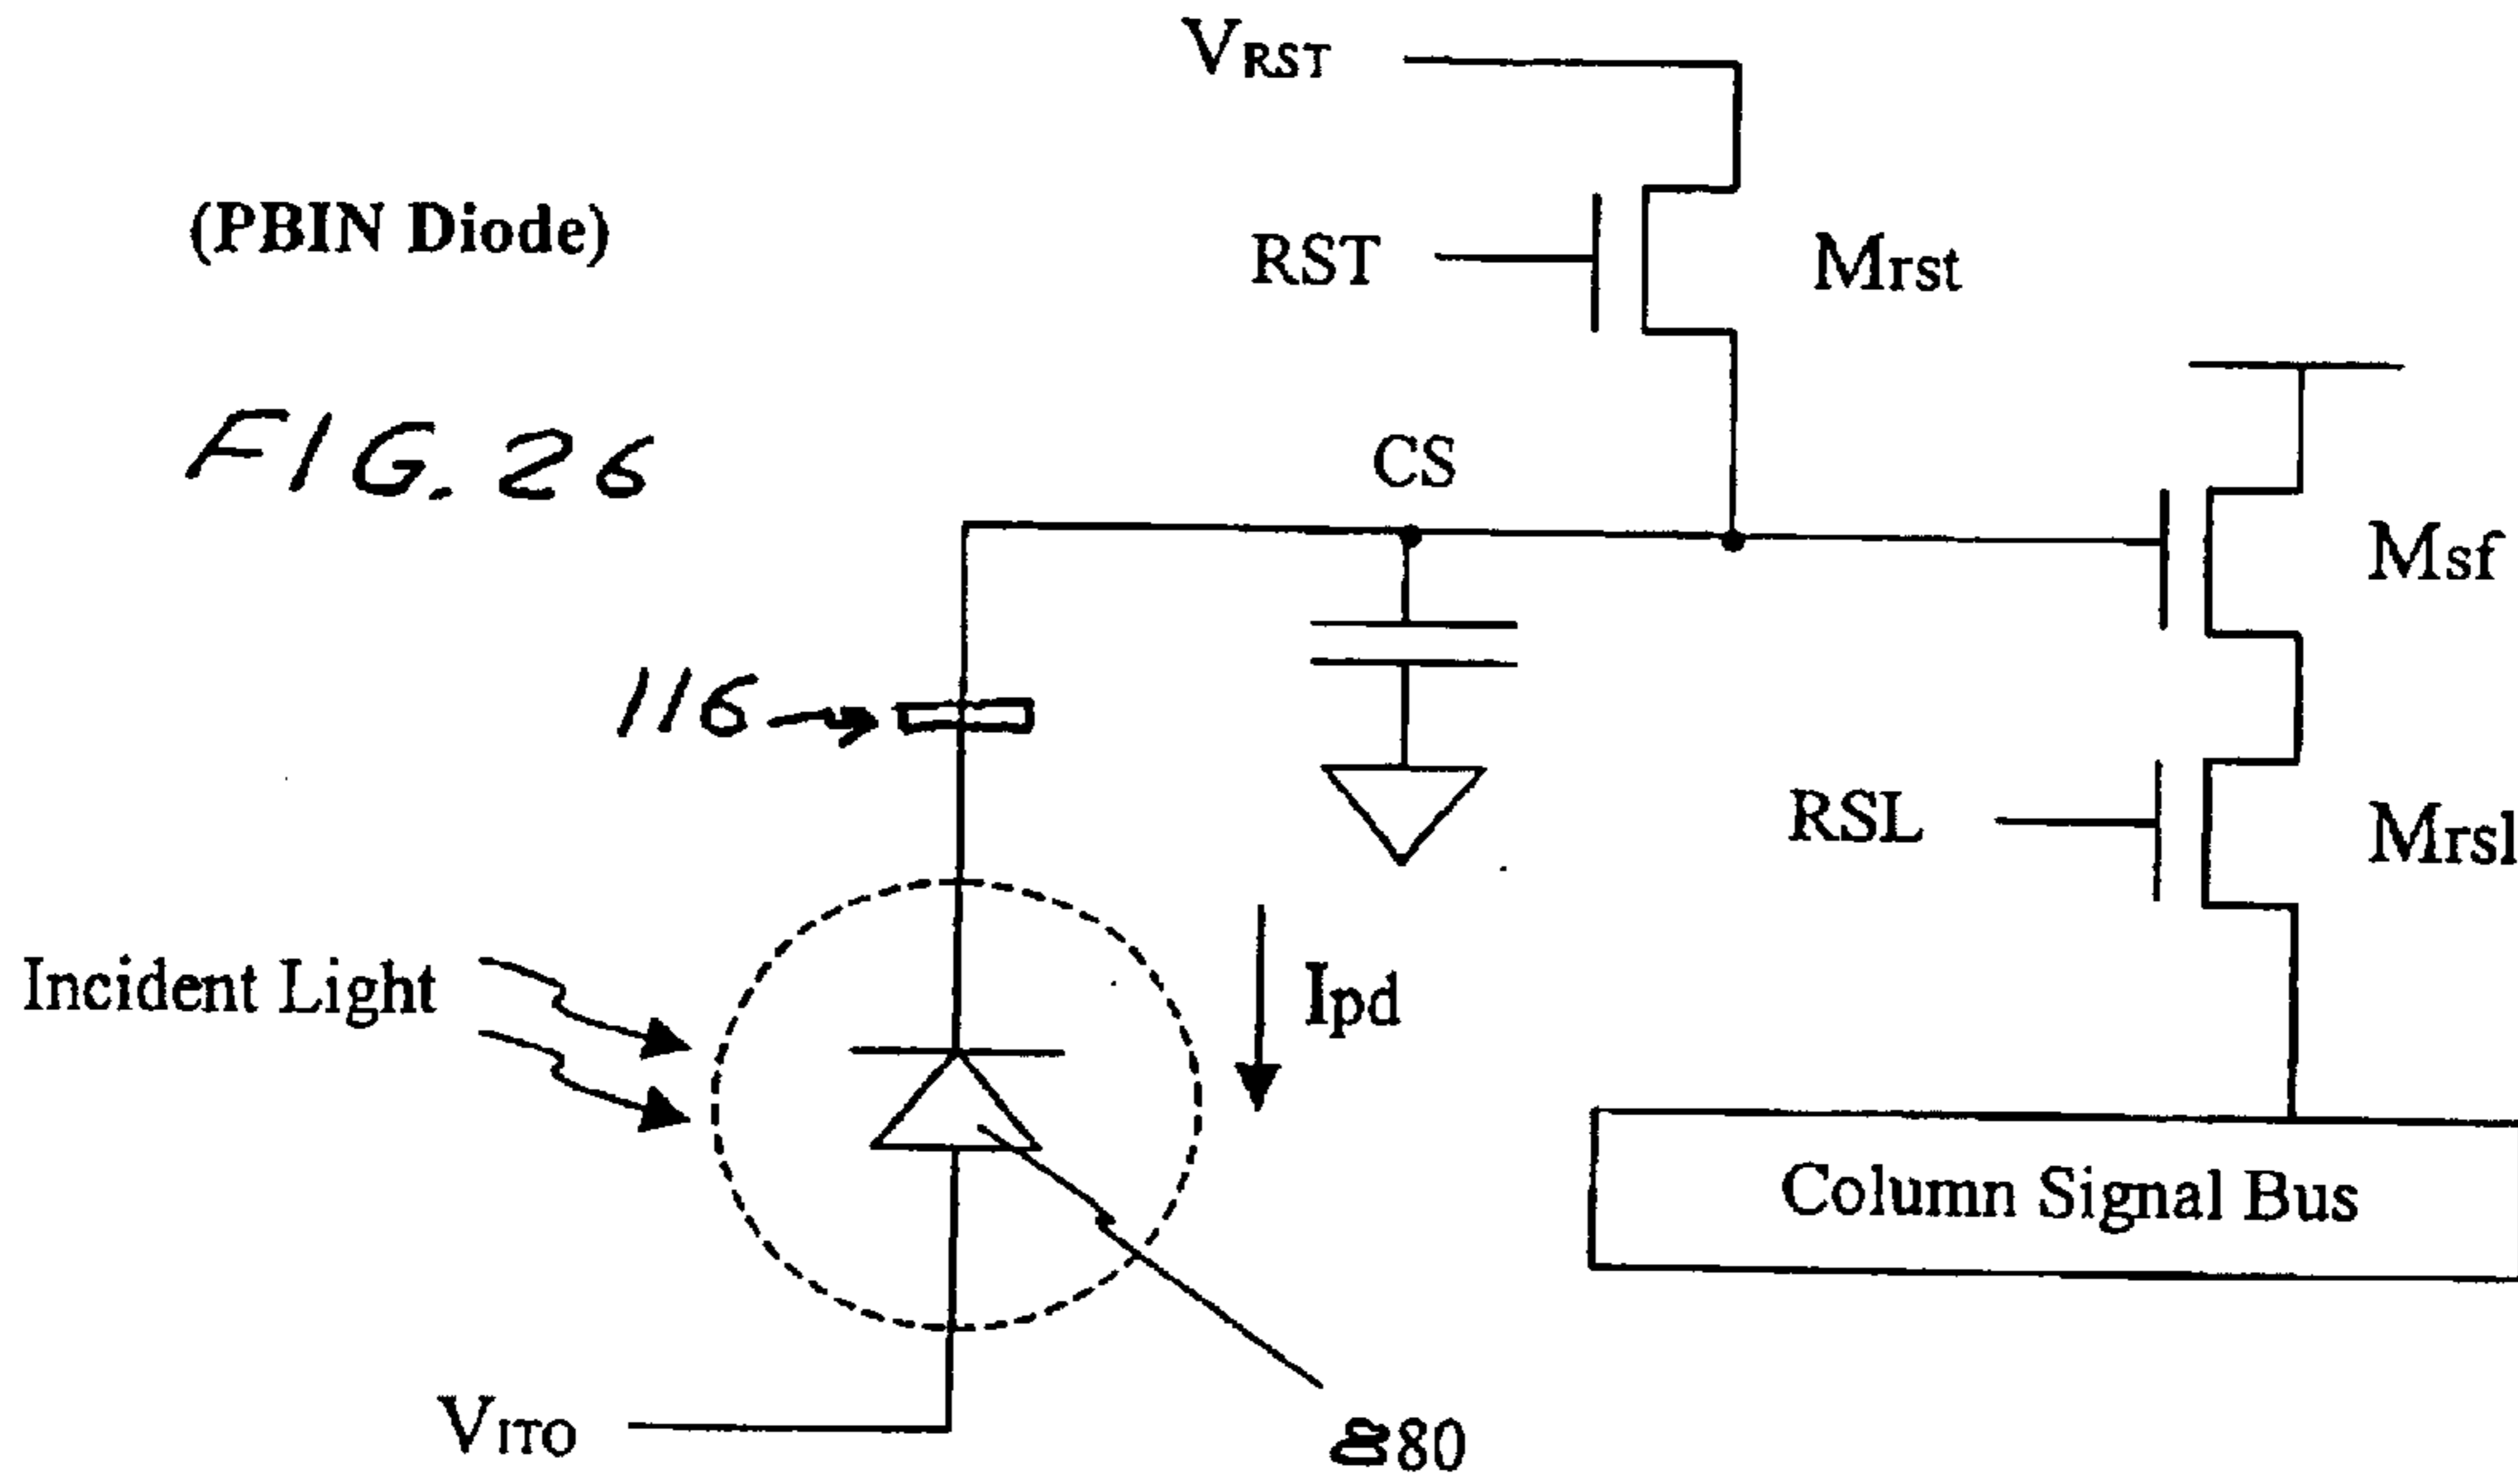 VRST
(PBIN Diode)
RST
Mrst
FIG. 26
CS
Msf
116
RSL
Mrsl
Incident Light
Ipd
Column Signal Bus
VITO
880